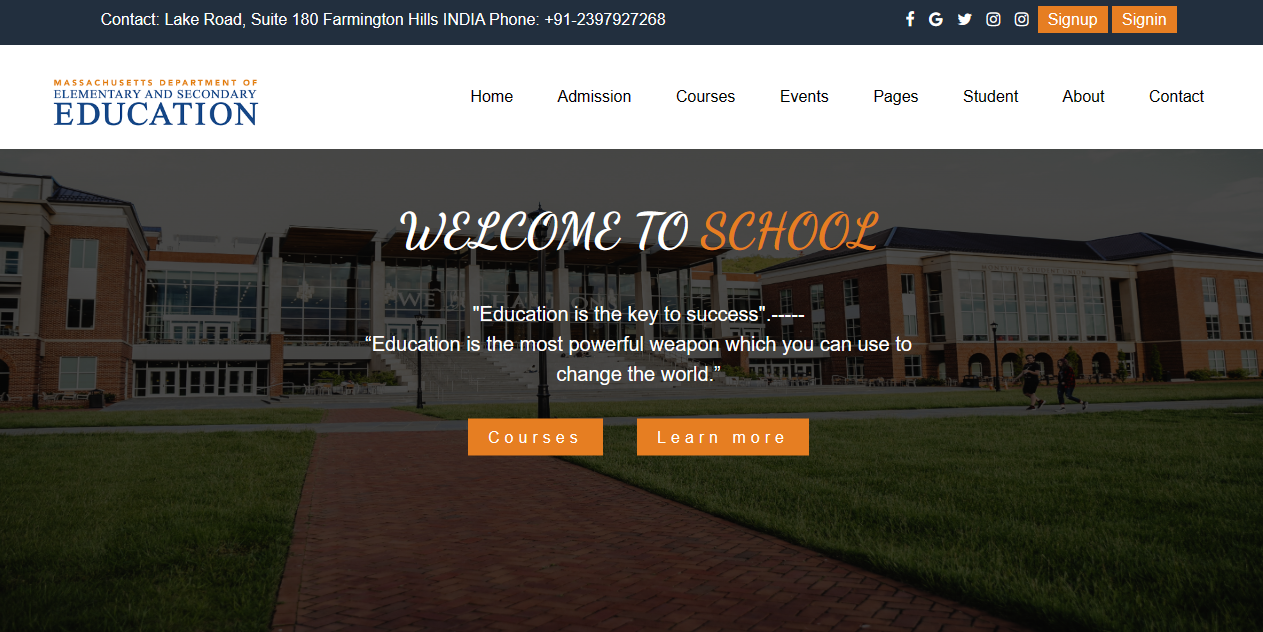 Contact: Lake Road, Suite 180 Farmington Hills INDIA Phone: +91-2397927268
Signup Signin
MASSACHUSETTS DEPARTMENT OF
ELEMENTARY AND SECONDARY
EDUCATION
Home Admission Courses Events Pages Student About Contact
WELCOME TO SCHOOL
"Education is the key to success".-----
“Education is the most powerful weapon which you can use to
change the world.”
Courses Learn more